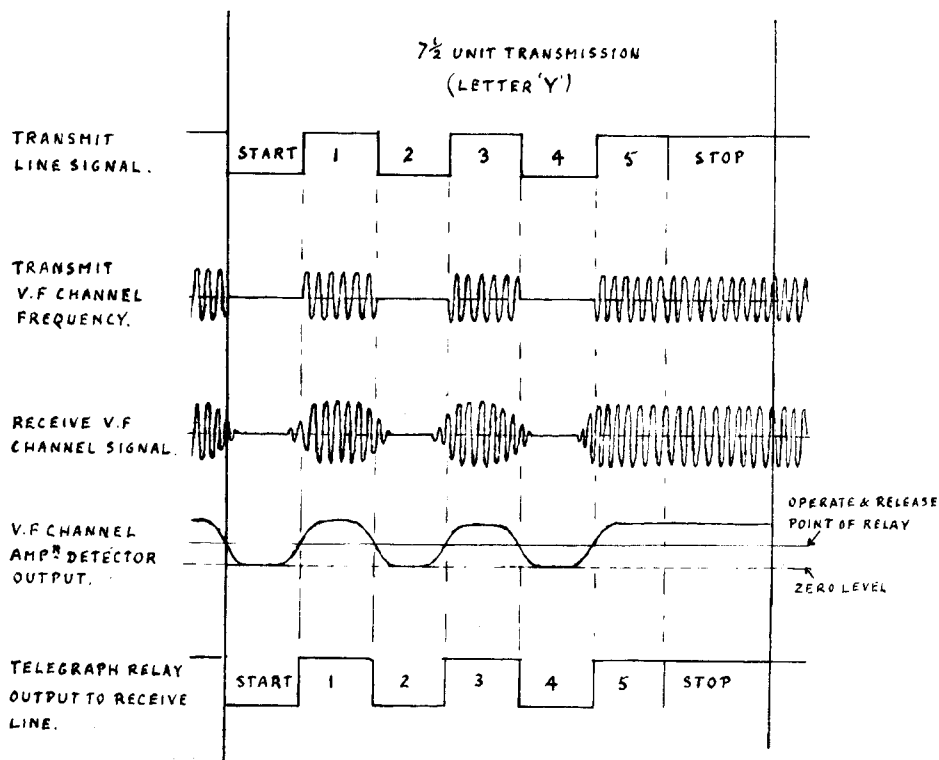 7½ UNIT TRANSMISSION
(LETTER 'Y')
TRANSMIT
LINE SIGNAL.
START 1 2 3 4 5 STOP
TRANSMIT
V.F CHANNEL
FREQUENCY.
RECEIVE V.F
CHANNEL SIGNAL.
OPERATE & RELEASE
POINT OF RELAY
V.F CHANNEL
AMPR. DETECTOR
OUTPUT.
ZERO LEVEL
TELEGRAPH RELAY
OUTPUT TO RECEIVE
LINE.
START 1 2 3 4 5 STOP